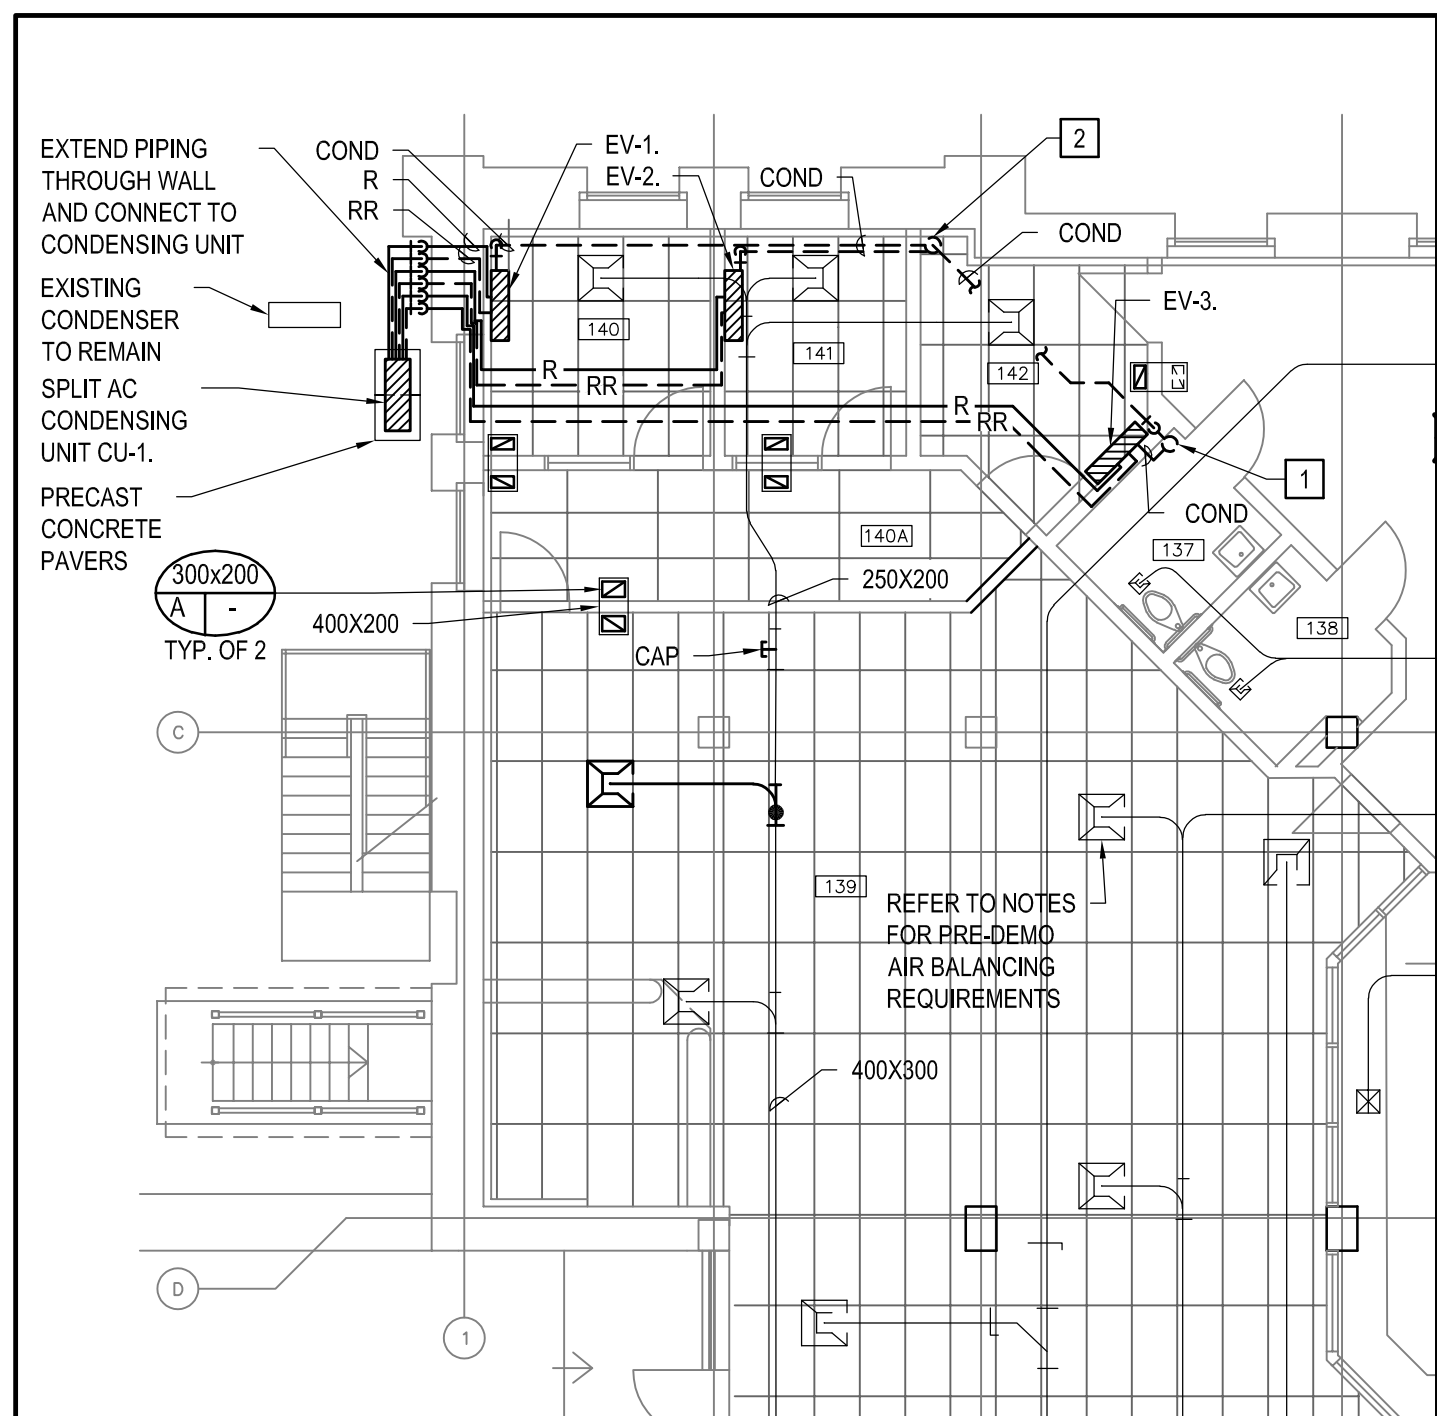 EXTEND PIPING
THROUGH WALL
AND CONNECT TO
CONDENSING UNIT
EXISTING
CONDENSER
TO REMAIN
SPLIT AC
CONDENSING
UNIT CU-1.
PRECAST
CONCRETE
PAVERS
COND
R
RR
EV-1.
EV-2.
COND
2
COND
EV-3.
140
141
142
R
RR
R
RR
1
COND
137
138
140A
300x200
A
-
TYP. OF 2
400X200
250X200
CAP
C
139
REFER TO NOTES
FOR PRE-DEMO
AIR BALANCING
REQUIREMENTS
400X300
D
1